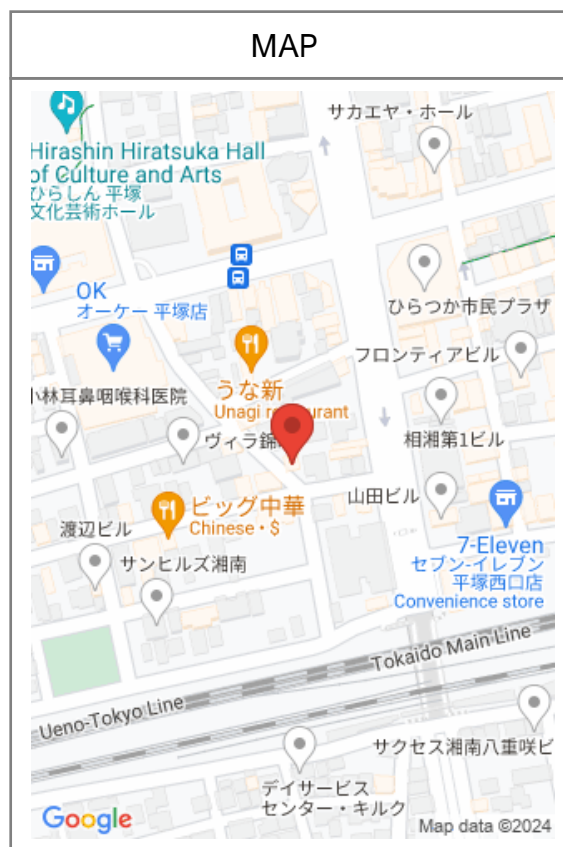 MAP
サカエヤ・ホール
Hirashin Hiratsuka Hall
of Culture and Arts
ひらしん 平塚
文化芸術ホール
OK
オーケー 平塚店
ひらつか市民プラザ
フロンティアビル
うな新
Unagi restaurant
小林耳鼻咽喉科医院
ヴィラ錦
相湘第1ビル
山田ビル
ビッグ中華
Chinese・$
渡辺ビル
サンヒルズ湘南
7-Eleven
セブン-イレブン
平塚西口店
Convenience store
Tokaido Main Line
Ueno-Tokyo Line
サクセス湘南八重咲ビ
デイサービス
センター・キルク
Google
Map data ©2024